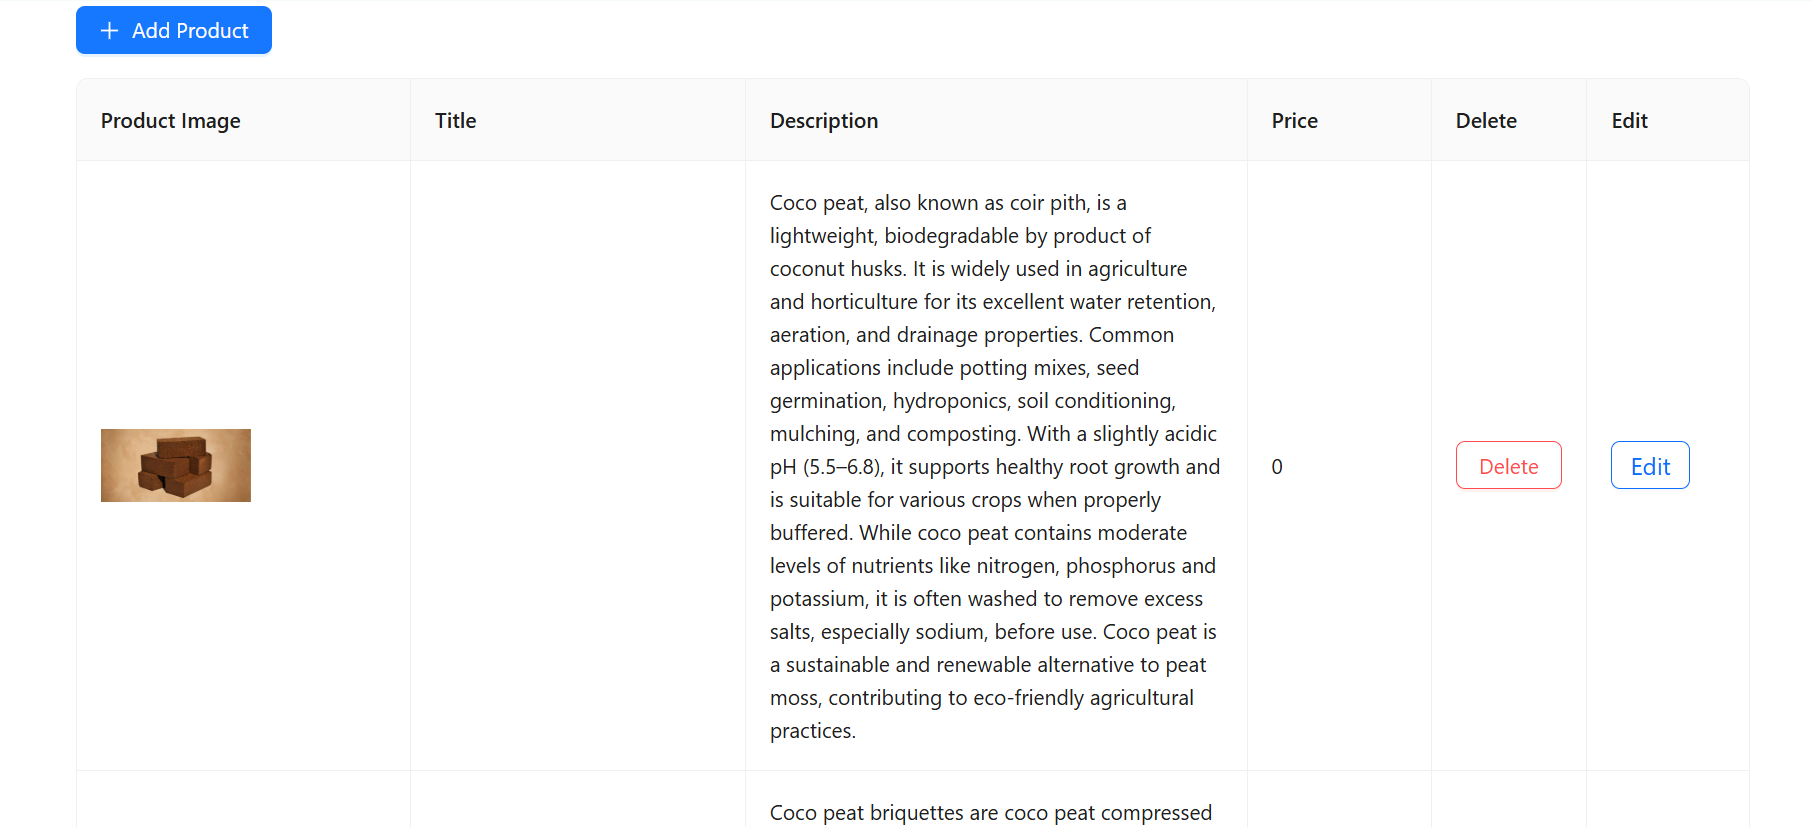 Add Product
Product Image Title Description Price Delete Edit
Coco peat, also known as coir pith, is a
lightweight, biodegradable by product of
coconut husks. It is widely used in agriculture
and horticulture for its excellent water retention,
aeration, and drainage properties. Common
applications include potting mixes, seed
germination, hydroponics, soil conditioning,
mulching, and composting. With a slightly acidic
pH (5.5–6.8), it supports healthy root growth and
is suitable for various crops when properly
buffered. While coco peat contains moderate
levels of nutrients like nitrogen, phosphorus and
potassium, it is often washed to remove excess
salts, especially sodium, before use. Coco peat is
a sustainable and renewable alternative to peat
moss, contributing to eco-friendly agricultural
practices.
0
Delete
Edit
Coco peat briquettes are coco peat compressed